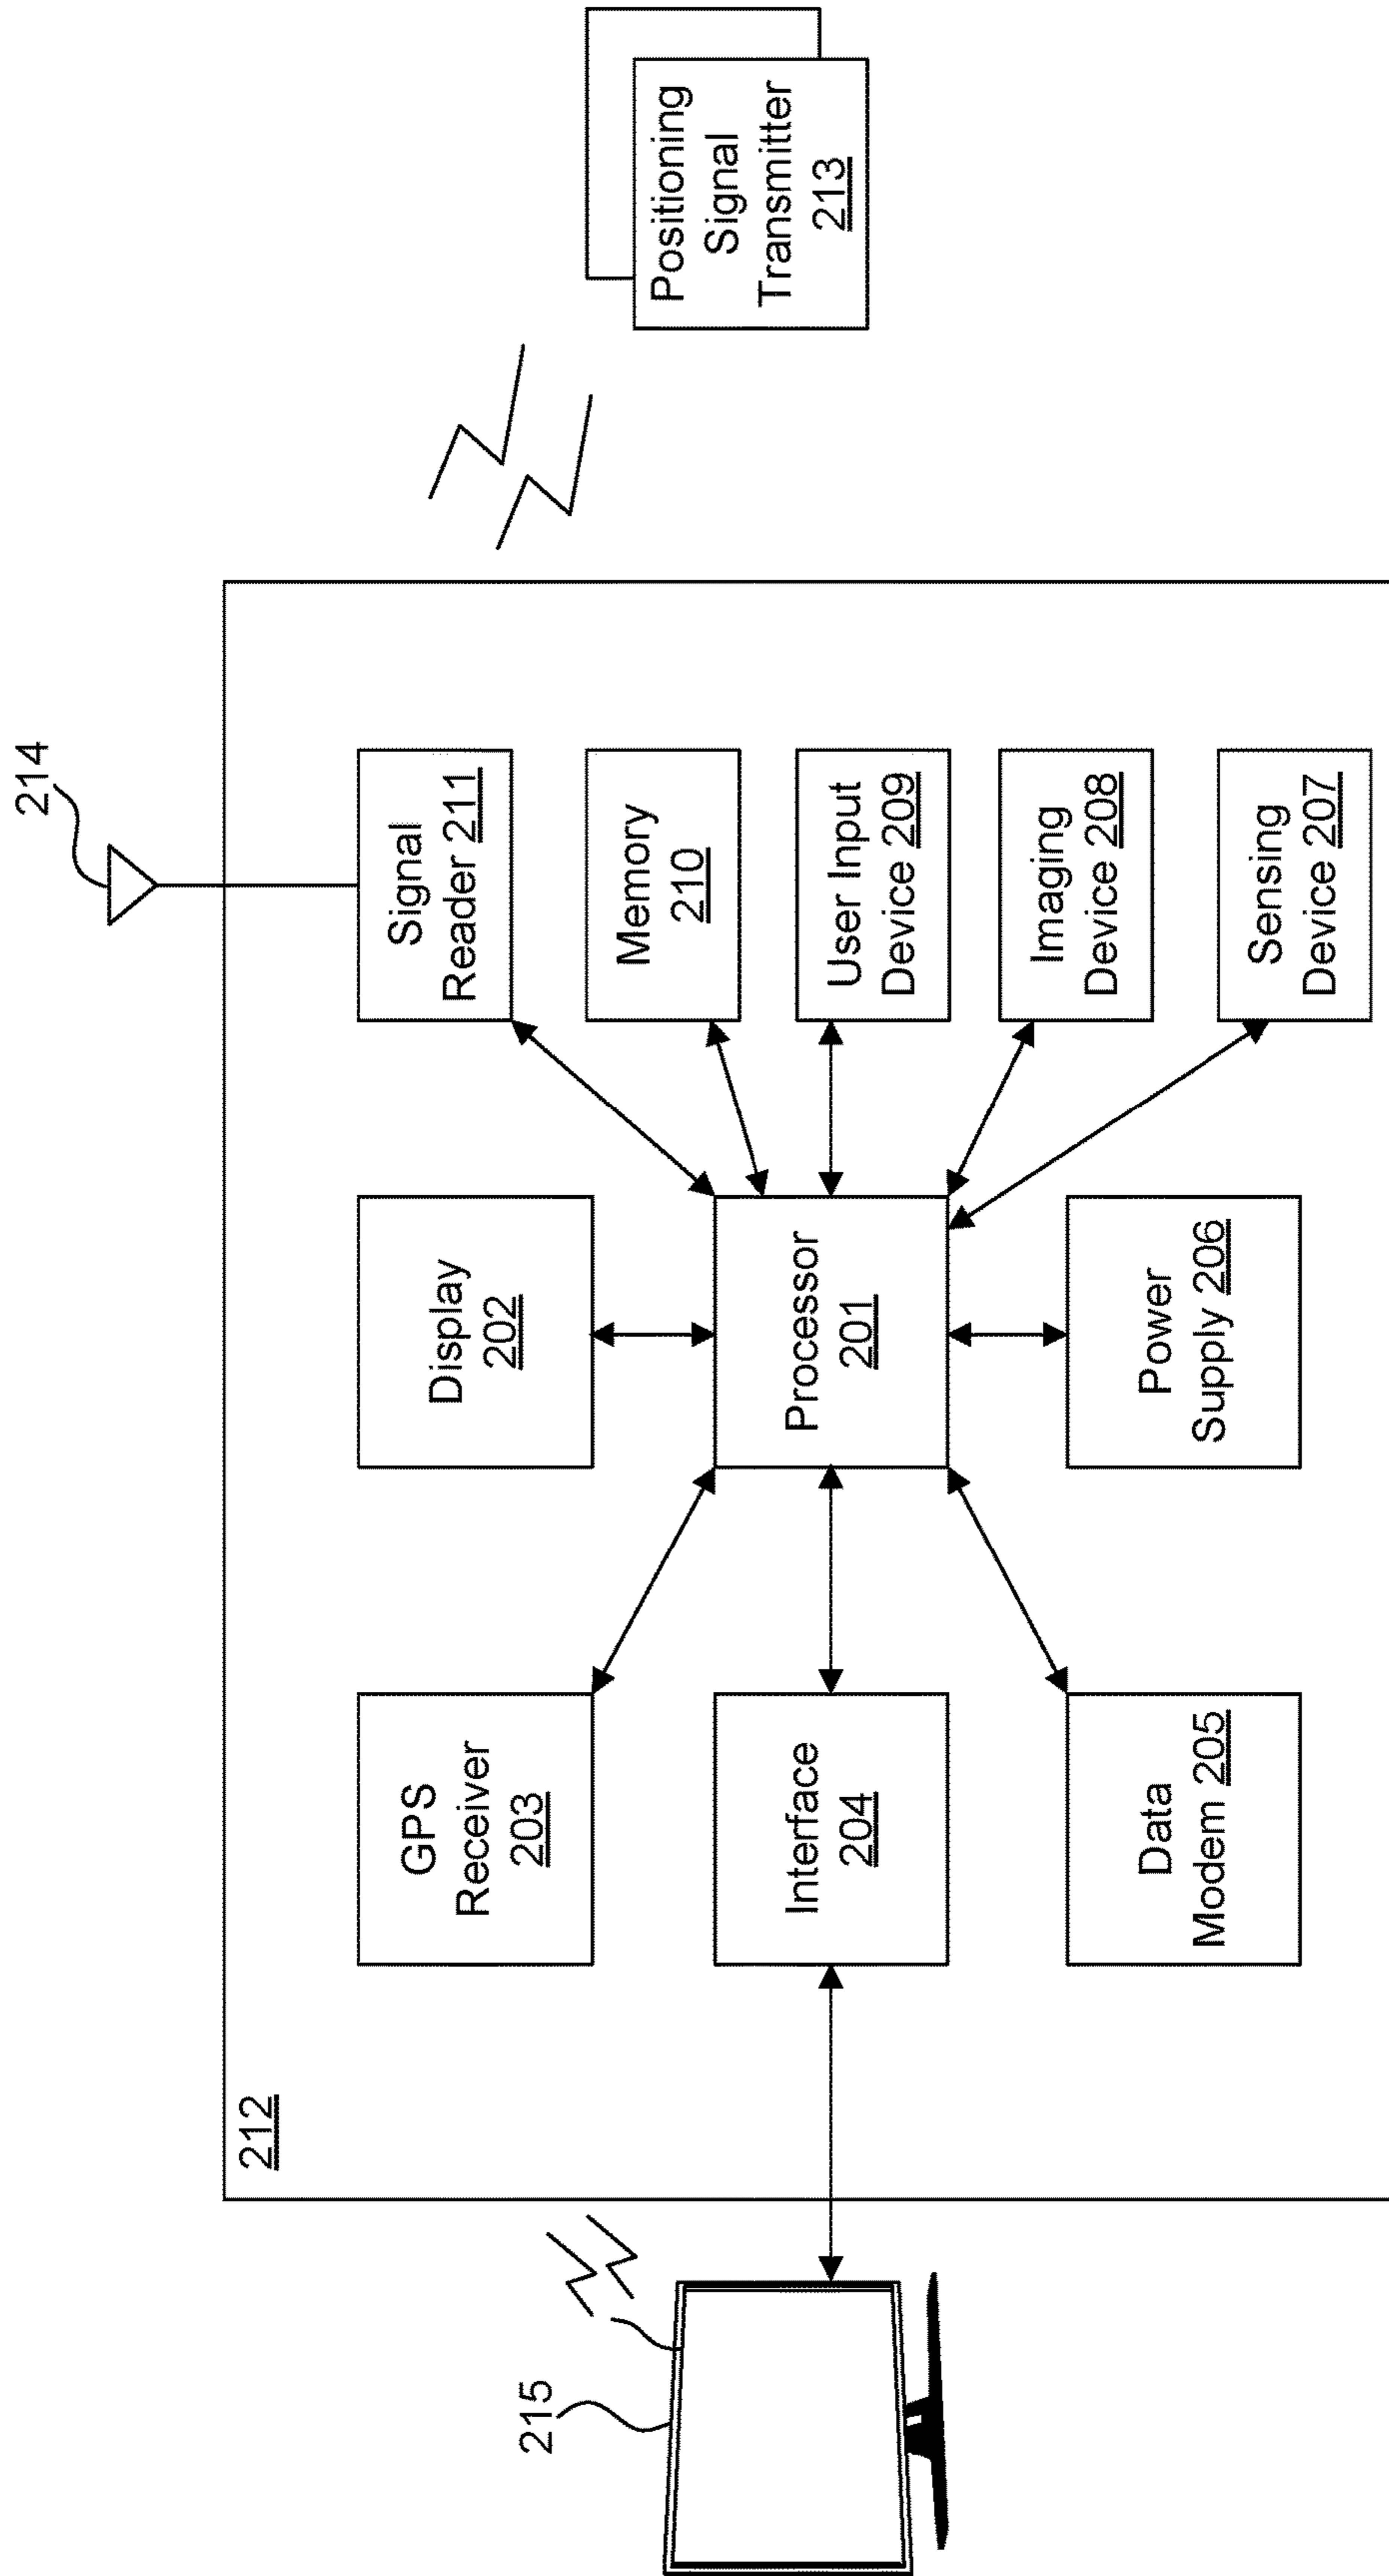 214
212
215
GPS
Receiver
203
Display
202
Signal
Reader 211
Memory
210
Interface
204
Processor
201
User Input
Device 209
Imaging
Device 208
Data
Modem 205
Power
Supply 206
Sensing
Device 207
Positioning
Signal
Transmitter
213